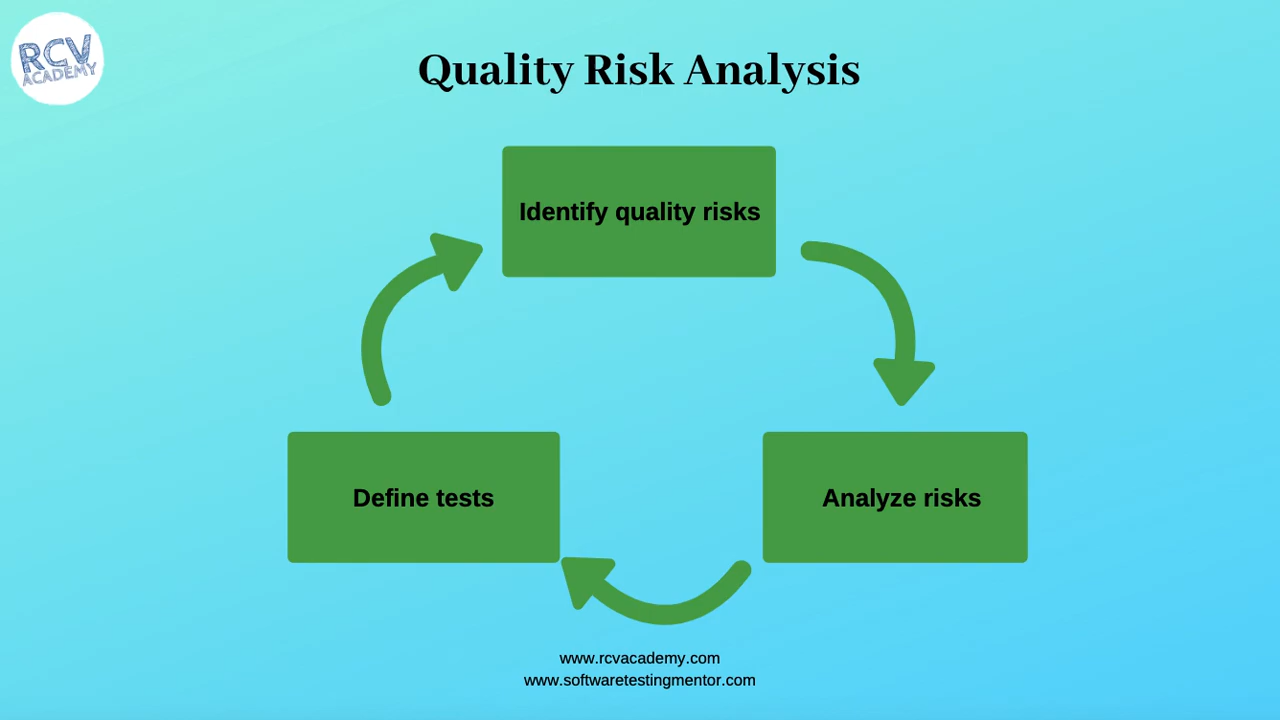 RCV
ACADEMY
Quality Risk Analysis
Identify quality risks
Define tests
Analyze risks
www.rcvacademy.com
www.softwaretestingmentor.com